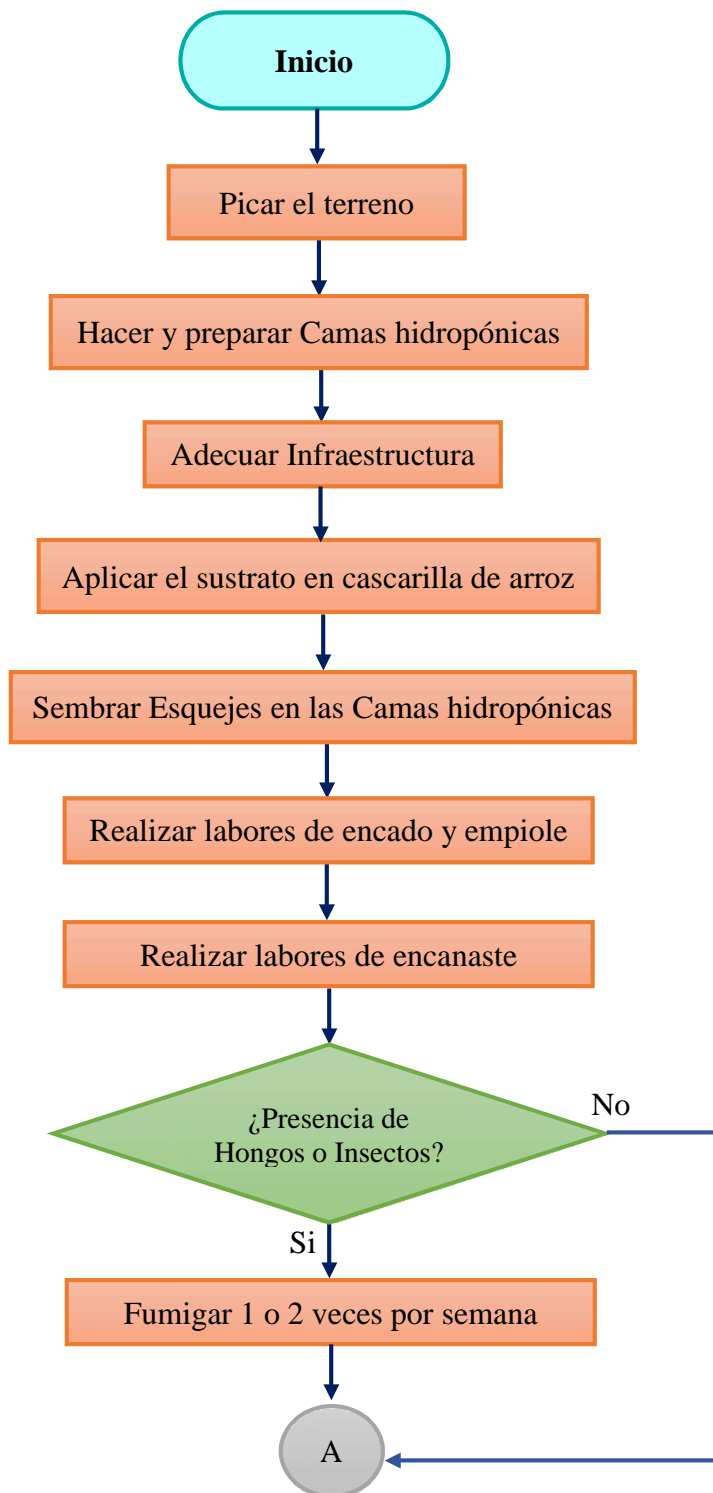 Inicio
Picar el terreno
Hacer y preparar Camas hidropónicas
Adecuar Infraestructura
Aplicar el sustrato en cascarilla de arroz
Sembrar Esquejes en las Camas hidropónicas
Realizar labores de encado y empiole
Realizar labores de encanaste
¿Presencia de
Hongos o Insectos?
No
Si
Fumigar 1 o 2 veces por semana
A